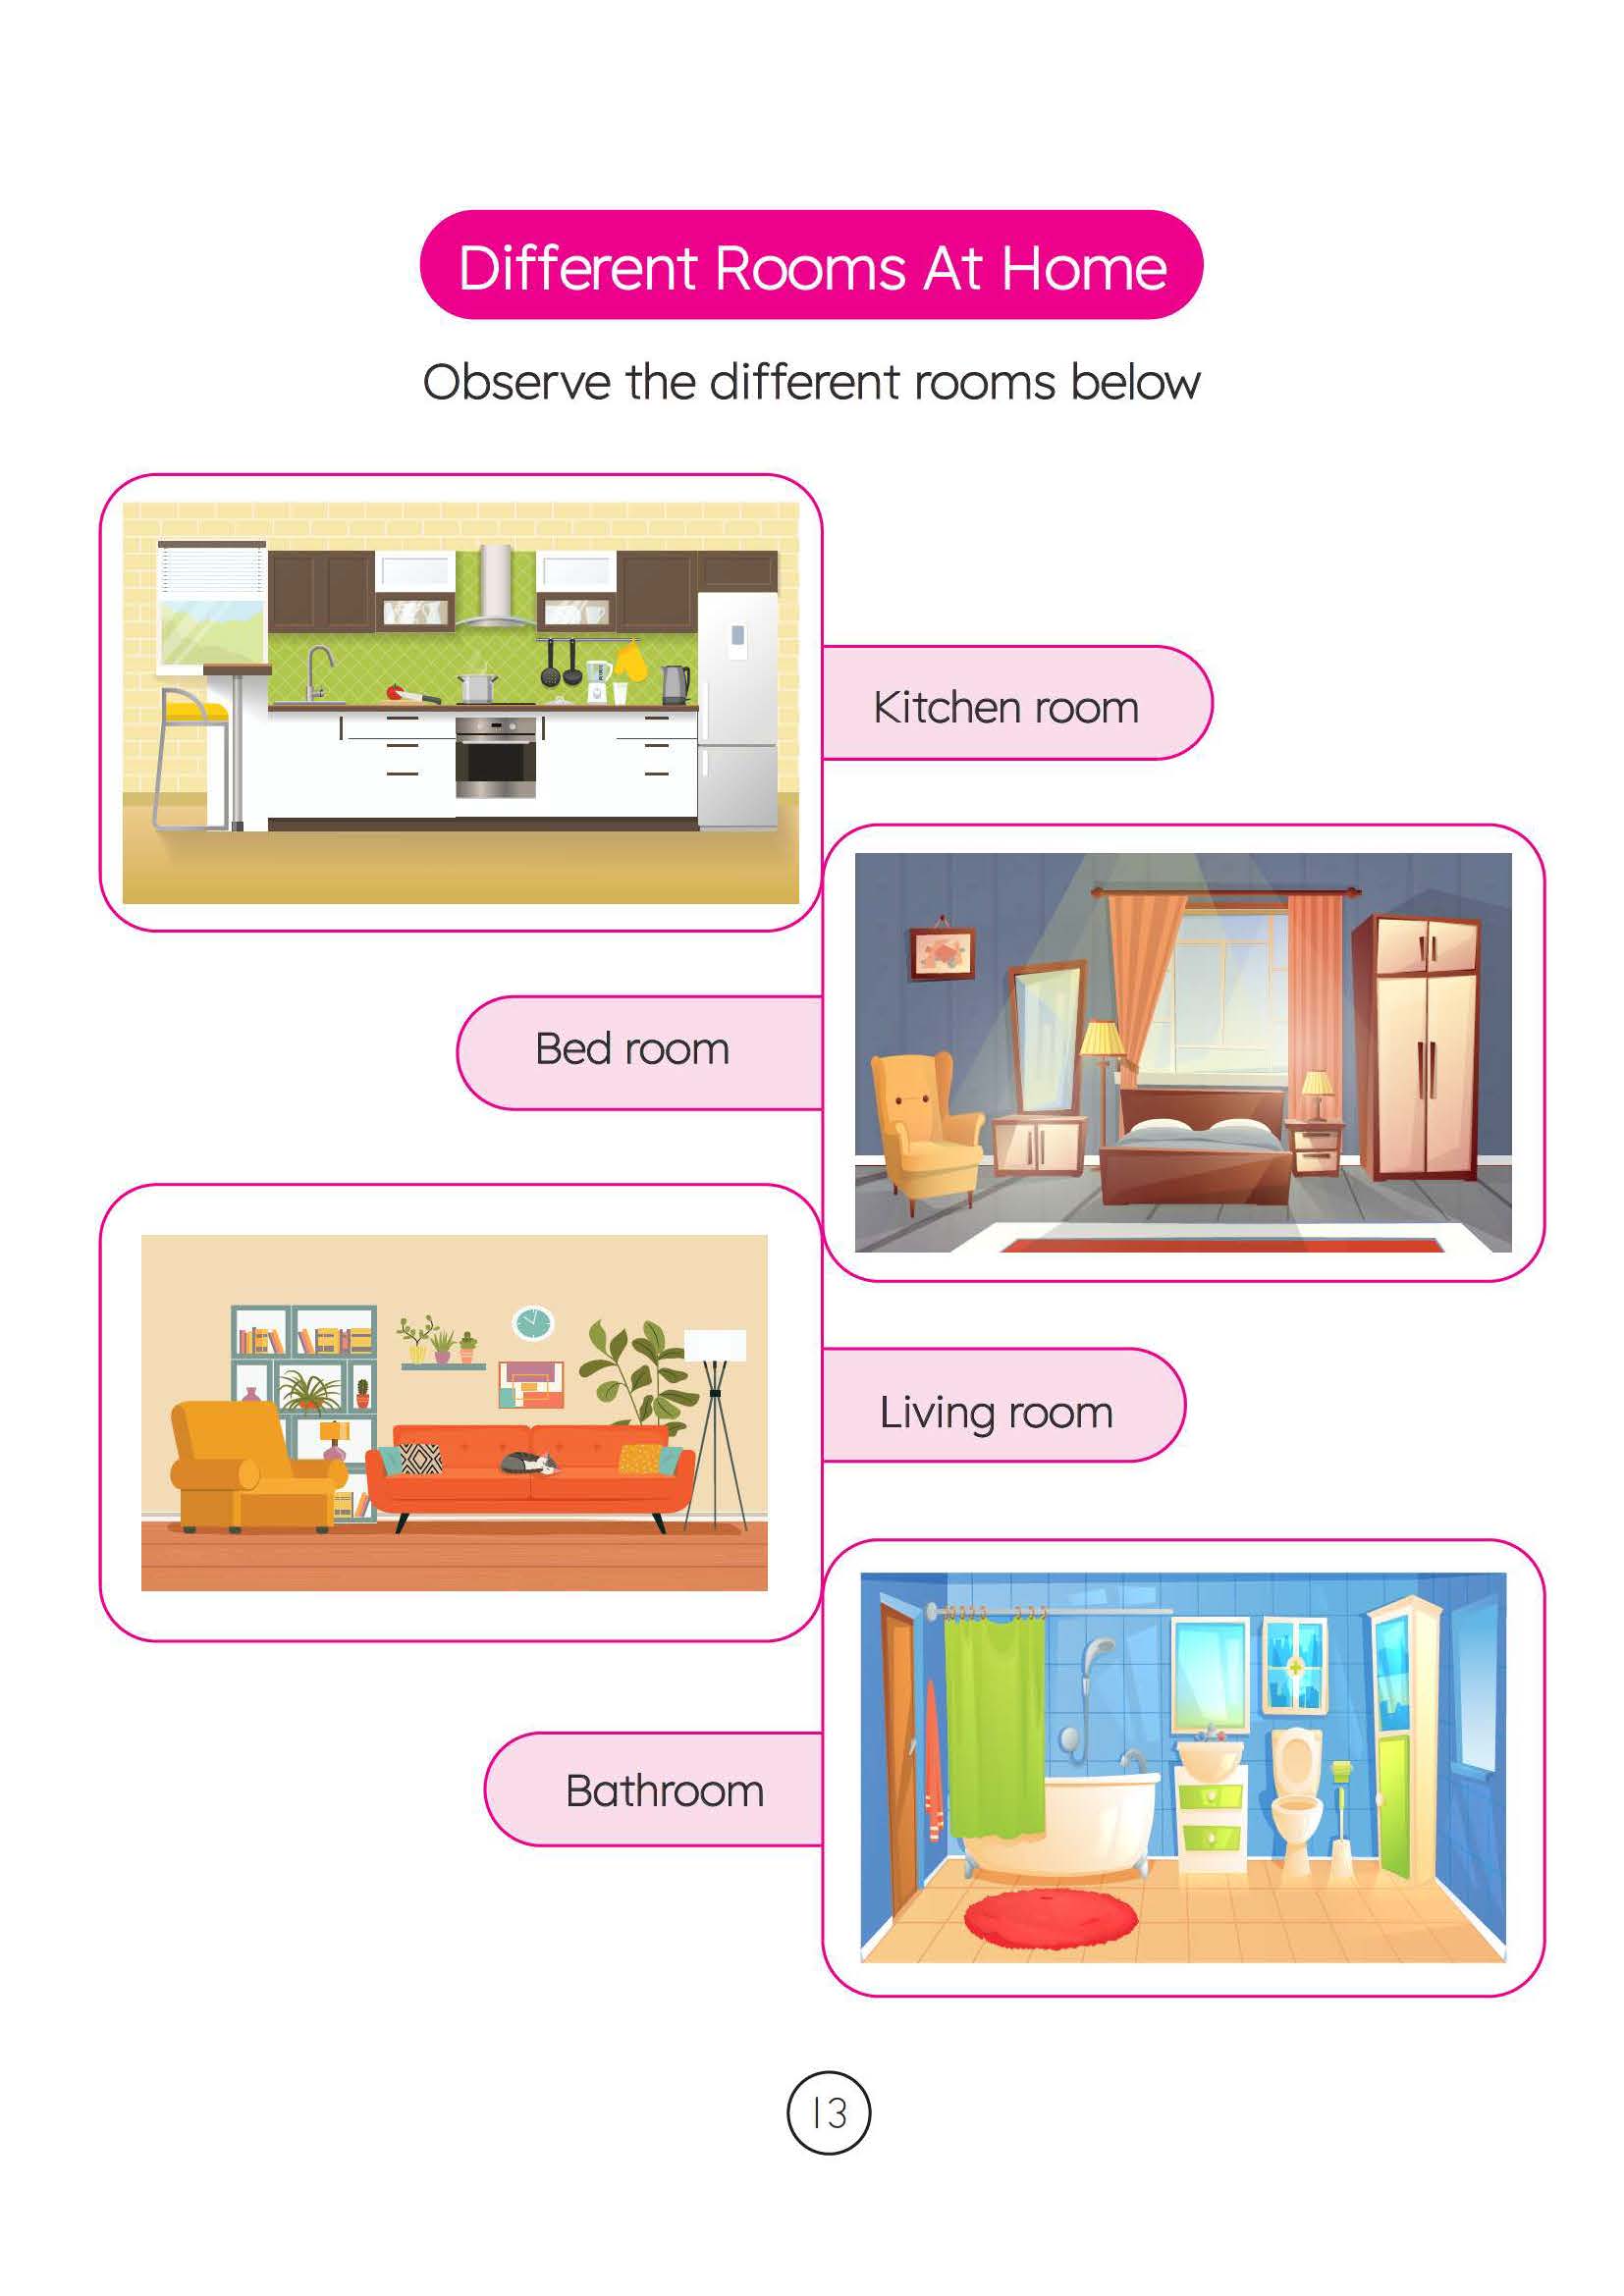 Different Rooms At Home
Observe the different rooms below
Kitchen room
Bed room
Living room
Bathroom
13